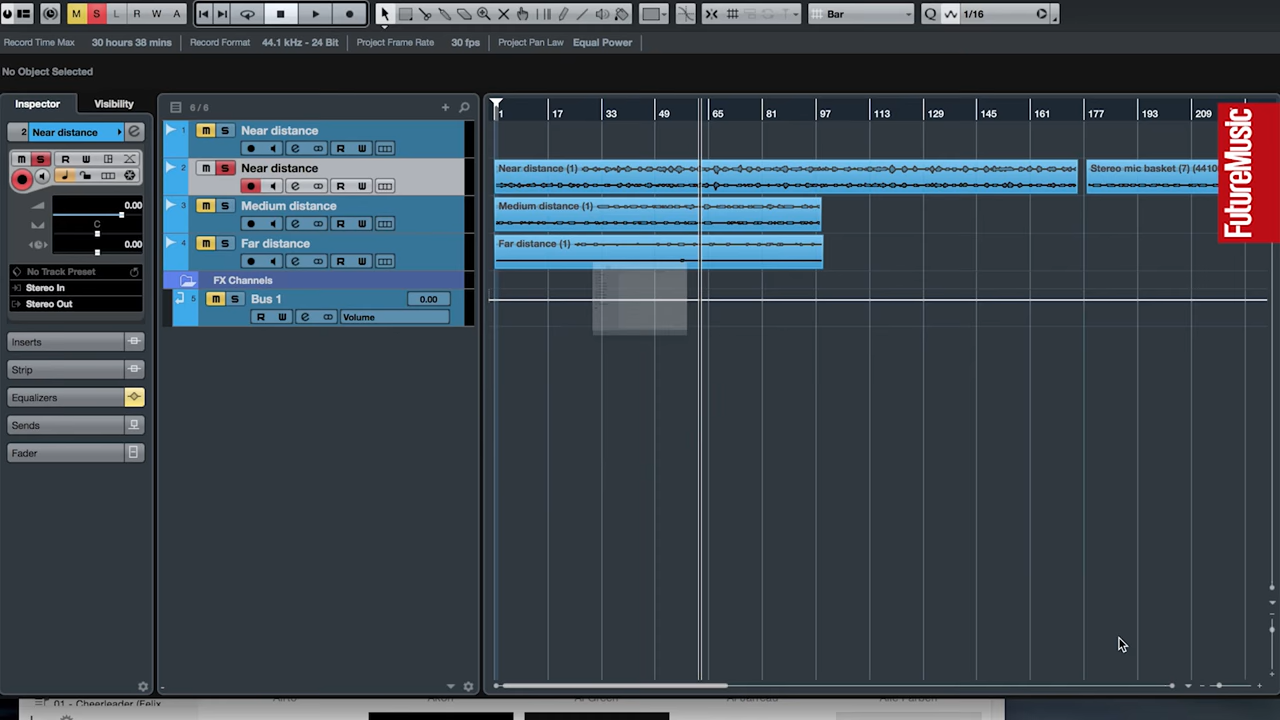 M S L R W A Bar Q 1/16
Record Time Max 30 hours 38 mins Record Format 44.1 kHz - 24 Bit Project Frame Rate 30 fps Project Pan Law Equal Power
No Object Selected
Inspector Visibility 6/6
1 17 33 49 65 81 97 113 129 145 161 177 193 209
FutureMusic
2 Near distance
m S R W
0.00
C
0.00
No Track Preset
Stereo In
Stereo Out
Inserts
Strip
Equalizers
Sends
Fader
1 m S Near distance
e R W
2 m S Near distance
e R W
3 m S Medium distance
e R W
4 m S Far distance
e R W
FX Channels
5 m S Bus 1 0.00
R W e Volume
Near distance (1) Stereo mic basket (7) (4410
Medium distance (1)
Far distance (1)
01 - Cheerleader (Felix